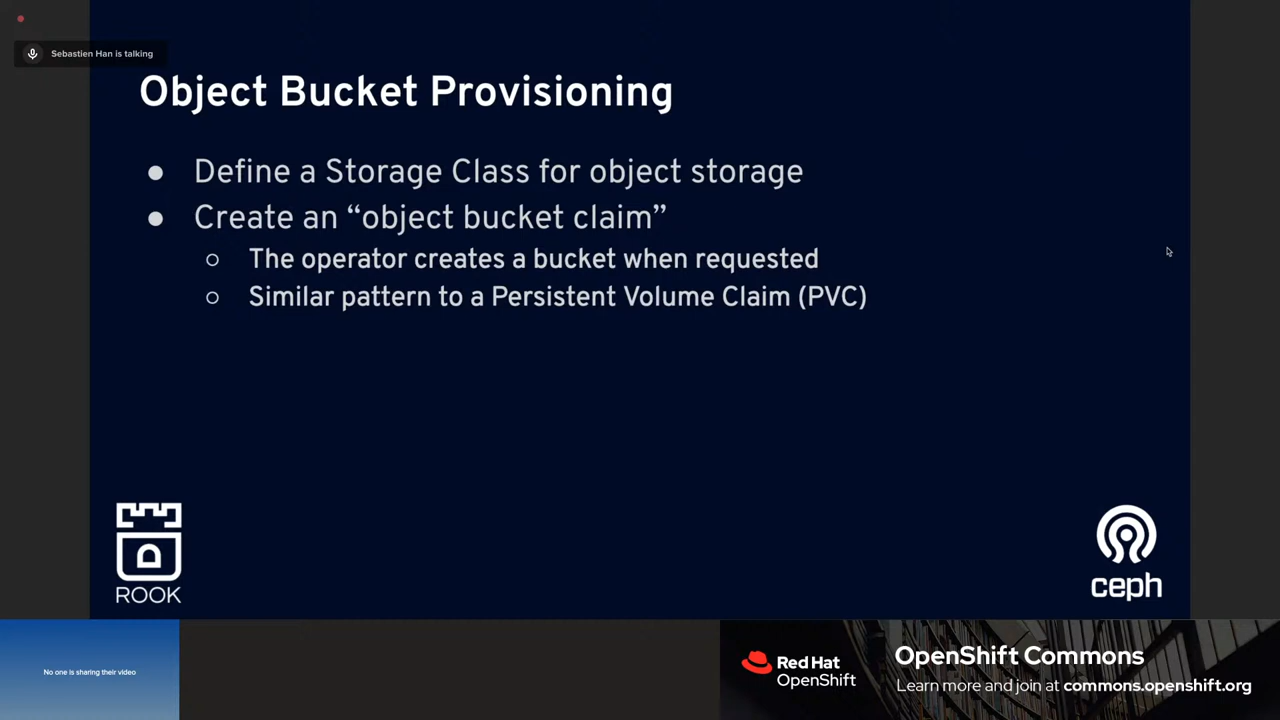 Sebastien Han is talking
Object Bucket Provisioning
● Define a Storage Class for object storage
● Create an “object bucket claim”
○ The operator creates a bucket when requested
○ Similar pattern to a Persistent Volume Claim (PVC)
ROOK
ceph
No one is sharing their video
Red Hat
OpenShift
OpenShift Commons
Learn more and join at commons.openshift.org